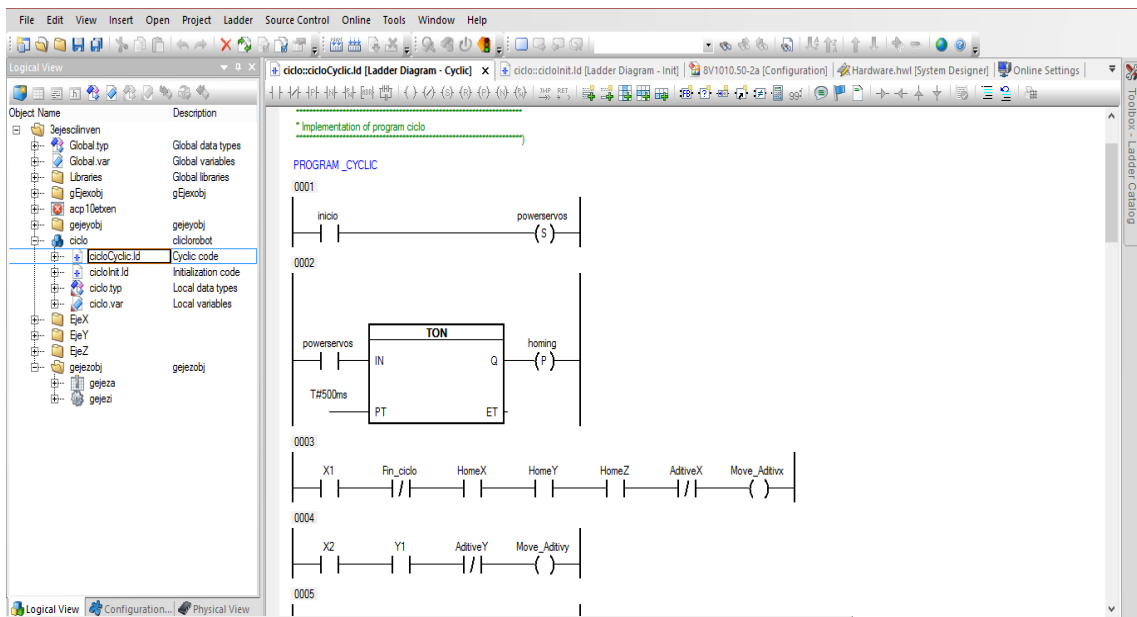 File Edit View Insert Open Project Ladder Source Control Online Tools Window Help
Logical View
ciclo::cicloCyclic.ld [Ladder Diagram - Cyclic] x ciclo::cicloInit.ld [Ladder Diagram - Init] 8V1010.50-2a [Configuration] Hardware.hwl [System Designer] Online Settings
Object Name Description
3ejescilinven
Global.typ Global data types
Global.var Global variables
Libraries Global libraries
gEjexobj gEjexobj
acp10etxen
gejeyobj gejeyobj
ciclo cliclorobot
cicloCyclic.ld Cyclic code
cicloInit.ld Initialization code
ciclo.typ Local data types
ciclo.var Local variables
EjeX
EjeY
EjeZ
gejezobj gejezobj
gejeza
gejezi
Logical View Configuration... Physical View
* Implementation of program ciclo
PROGRAM _CYCLIC
0001
inicio powerservos
S
0002
TON
powerservos homing
IN Q P
T#500ms
PT ET
0003
X1 Fin_ciclo HomeX HomeY HomeZ AditiveX Move_Aditivx
0004
X2 Y1 AditiveY Move_Aditivy
0005
Toolbox - Ladder Catalog